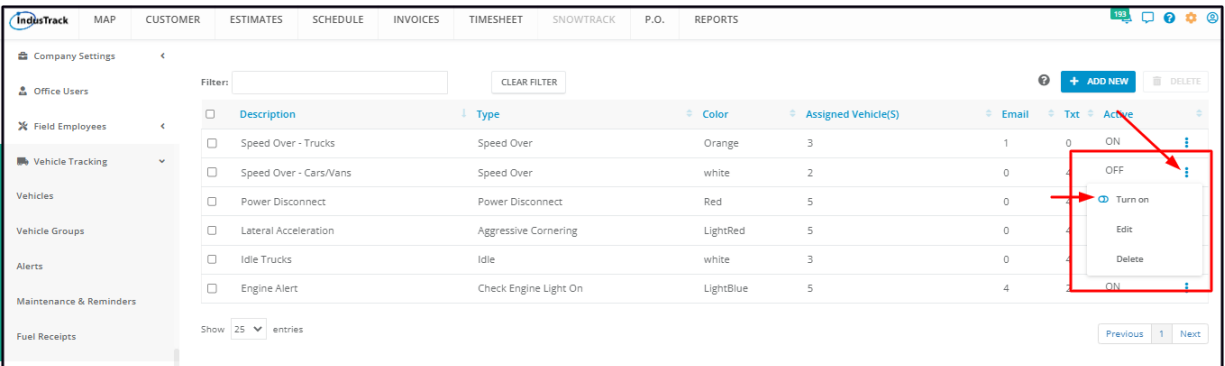 IndusTrack MAP CUSTOMER ESTIMATES SCHEDULE INVOICES TIMESHEET SNOWTRACK P.O. REPORTS 193
Company Settings
Office Users
Field Employees
Vehicle Tracking
Vehicles
Vehicle Groups
Alerts
Maintenance & Reminders
Fuel Receipts
Filter: CLEAR FILTER + ADD NEW DELETE
Description Type Color Assigned Vehicle(S) Email Txt Active
Speed Over - Trucks Speed Over Orange 3 1 0 ON
Speed Over - Cars/Vans Speed Over white 2 0 4 OFF
Power Disconnect Power Disconnect Red 5 0 4
Lateral Acceleration Aggressive Cornering LightRed 5 0 4
Idle Trucks Idle white 3 0 4
Engine Alert Check Engine Light On LightBlue 5 4 2 ON
Turn on
Edit
Delete
Show 25 entries
Previous 1 Next